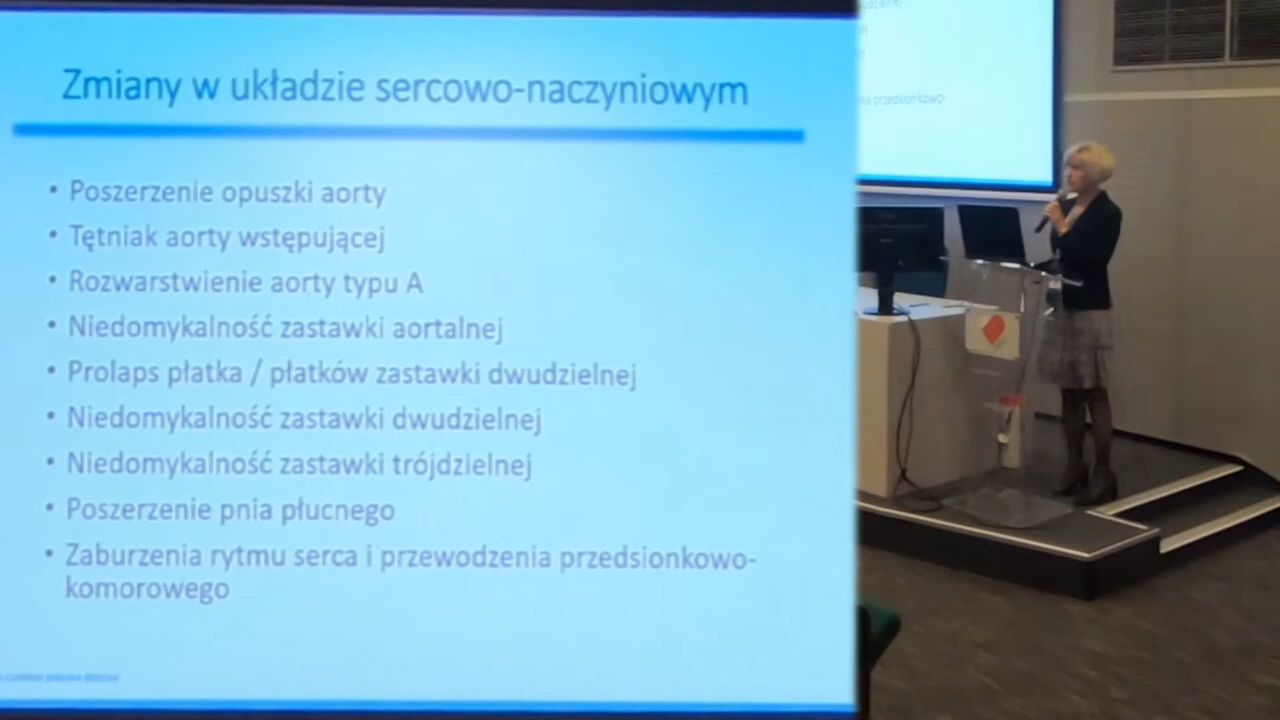 Zmiany w układzie sercowo-naczyniowym
• Poszerzenie opuszki aorty
• Tętniak aorty wstępującej
• Rozwarstwienie aorty typu A
• Niedomykalność zastawki aortalnej
• Prolaps płatka / płatków zastawki dwudzielnej
• Niedomykalność zastawki dwudzielnej
• Niedomykalność zastawki trójdzielnej
• Poszerzenie pnia płucnego
• Zaburzenia rytmu serca i przewodzenia przedsionkowo-
komorowego
przedsionkowo-